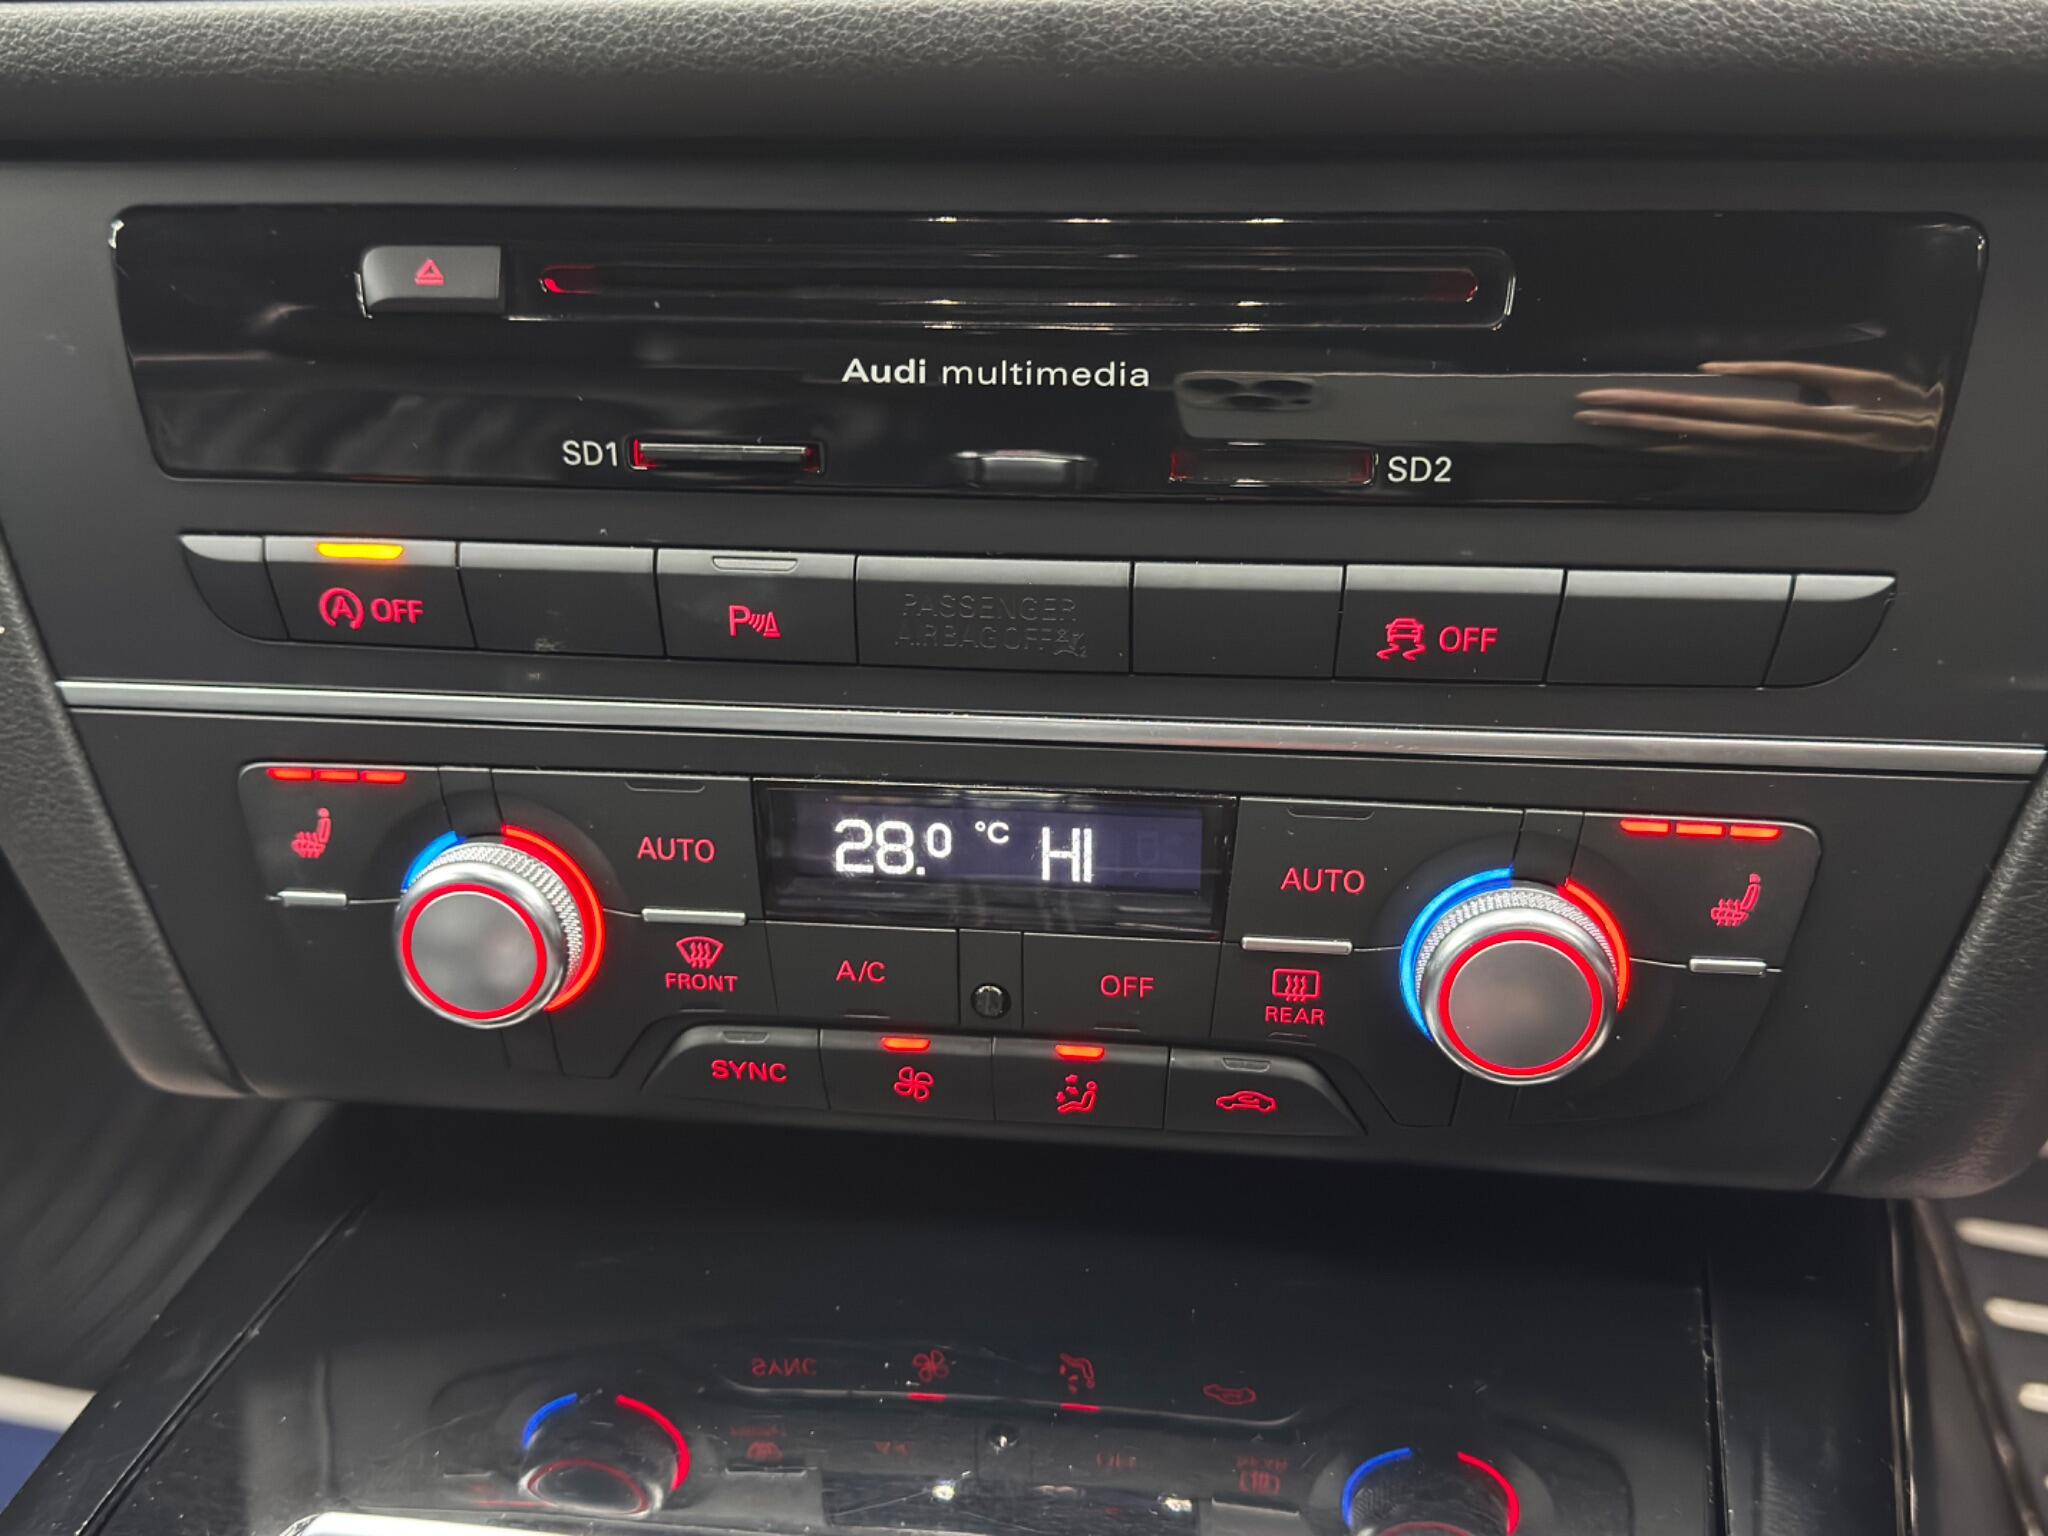 Audi multimedia
SD1
SD2
A OFF
P
PASSENGER
AIRBAG OFF
OFF
AUTO
28.0 °C HI
AUTO
FRONT
A/C
OFF
REAR
SYNC